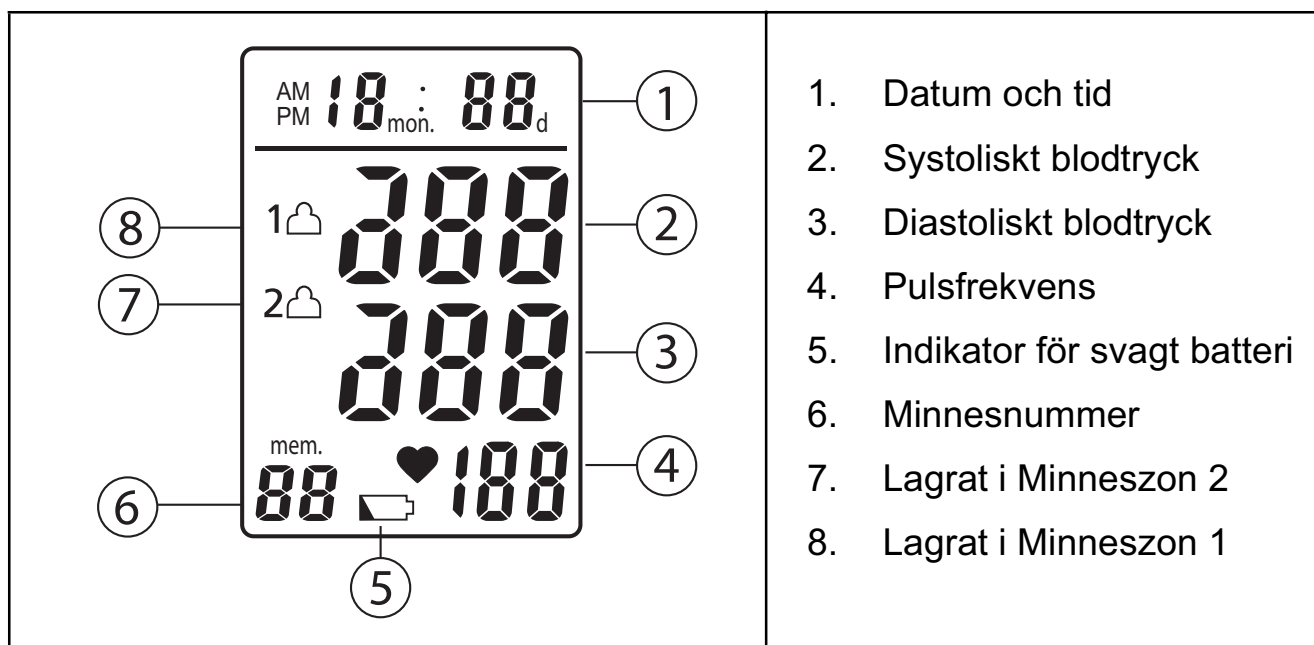 AM 18 : 88
PM mon. d
1
8
1
2
2
7
3
mem.
188
4
88
6
5
1. Datum och tid
2. Systoliskt blodtryck
3. Diastoliskt blodtryck
4. Pulsfrekvens
5. Indikator för svagt batteri
6. Minnesnummer
7. Lagrat i Minneszon 2
8. Lagrat i Minneszon 1